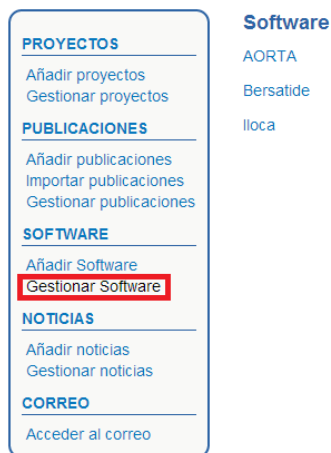 PROYECTOS
Añadir proyectos
Gestionar proyectos
PUBLICACIONES
Añadir publicaciones
Importar publicaciones
Gestionar publicaciones
SOFTWARE
Añadir Software
Gestionar Software
NOTICIAS
Añadir noticias
Gestionar noticias
CORREO
Acceder al correo
Software
AORTA
Bersatide
lloca